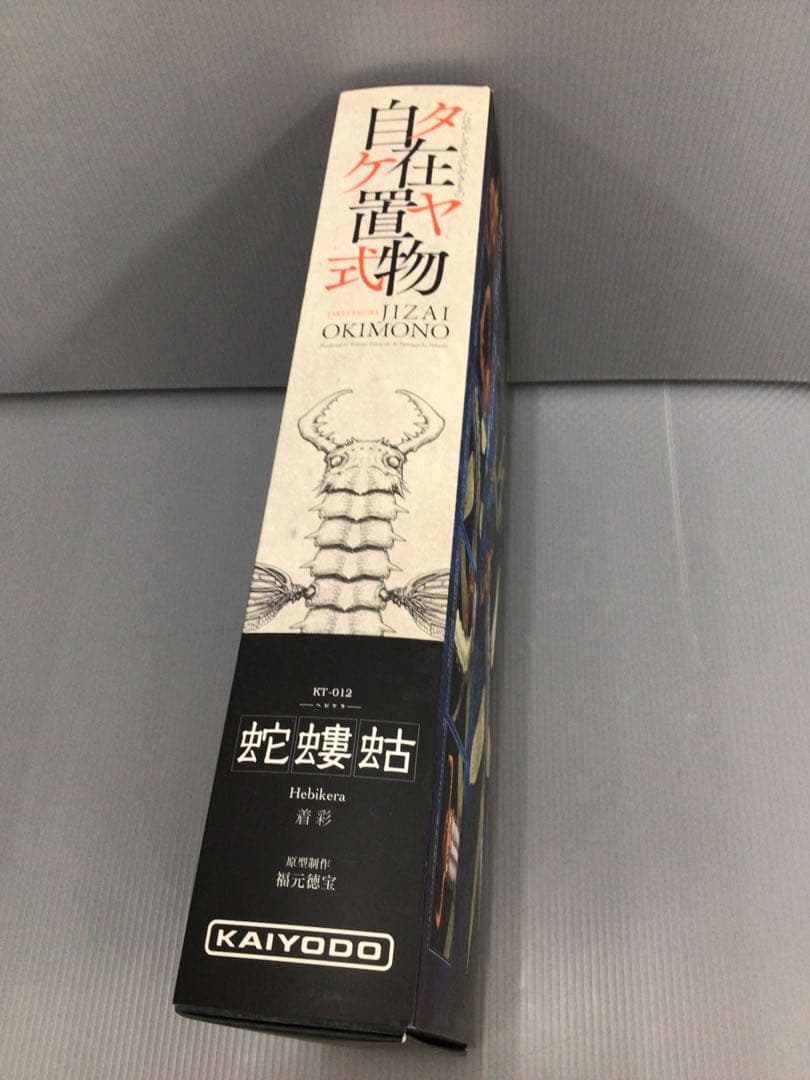 タケヤ式
自在置物
TAKEYASHIKI JIZAI
OKIMONO
KT-012
ヘビケラ
蛇螻蛄
Hebikera
着彩
原型制作
福元徳宝
KAIYODO